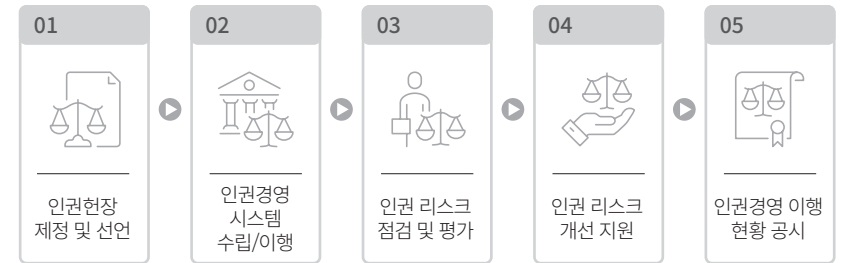 01
인권헌장
제정 및 선언
02
인권경영
시스템
수립/이행
03
인권 리스크
점검 및 평가
04
인권 리스크
개선 지원
05
인권경영 이행
현황 공시